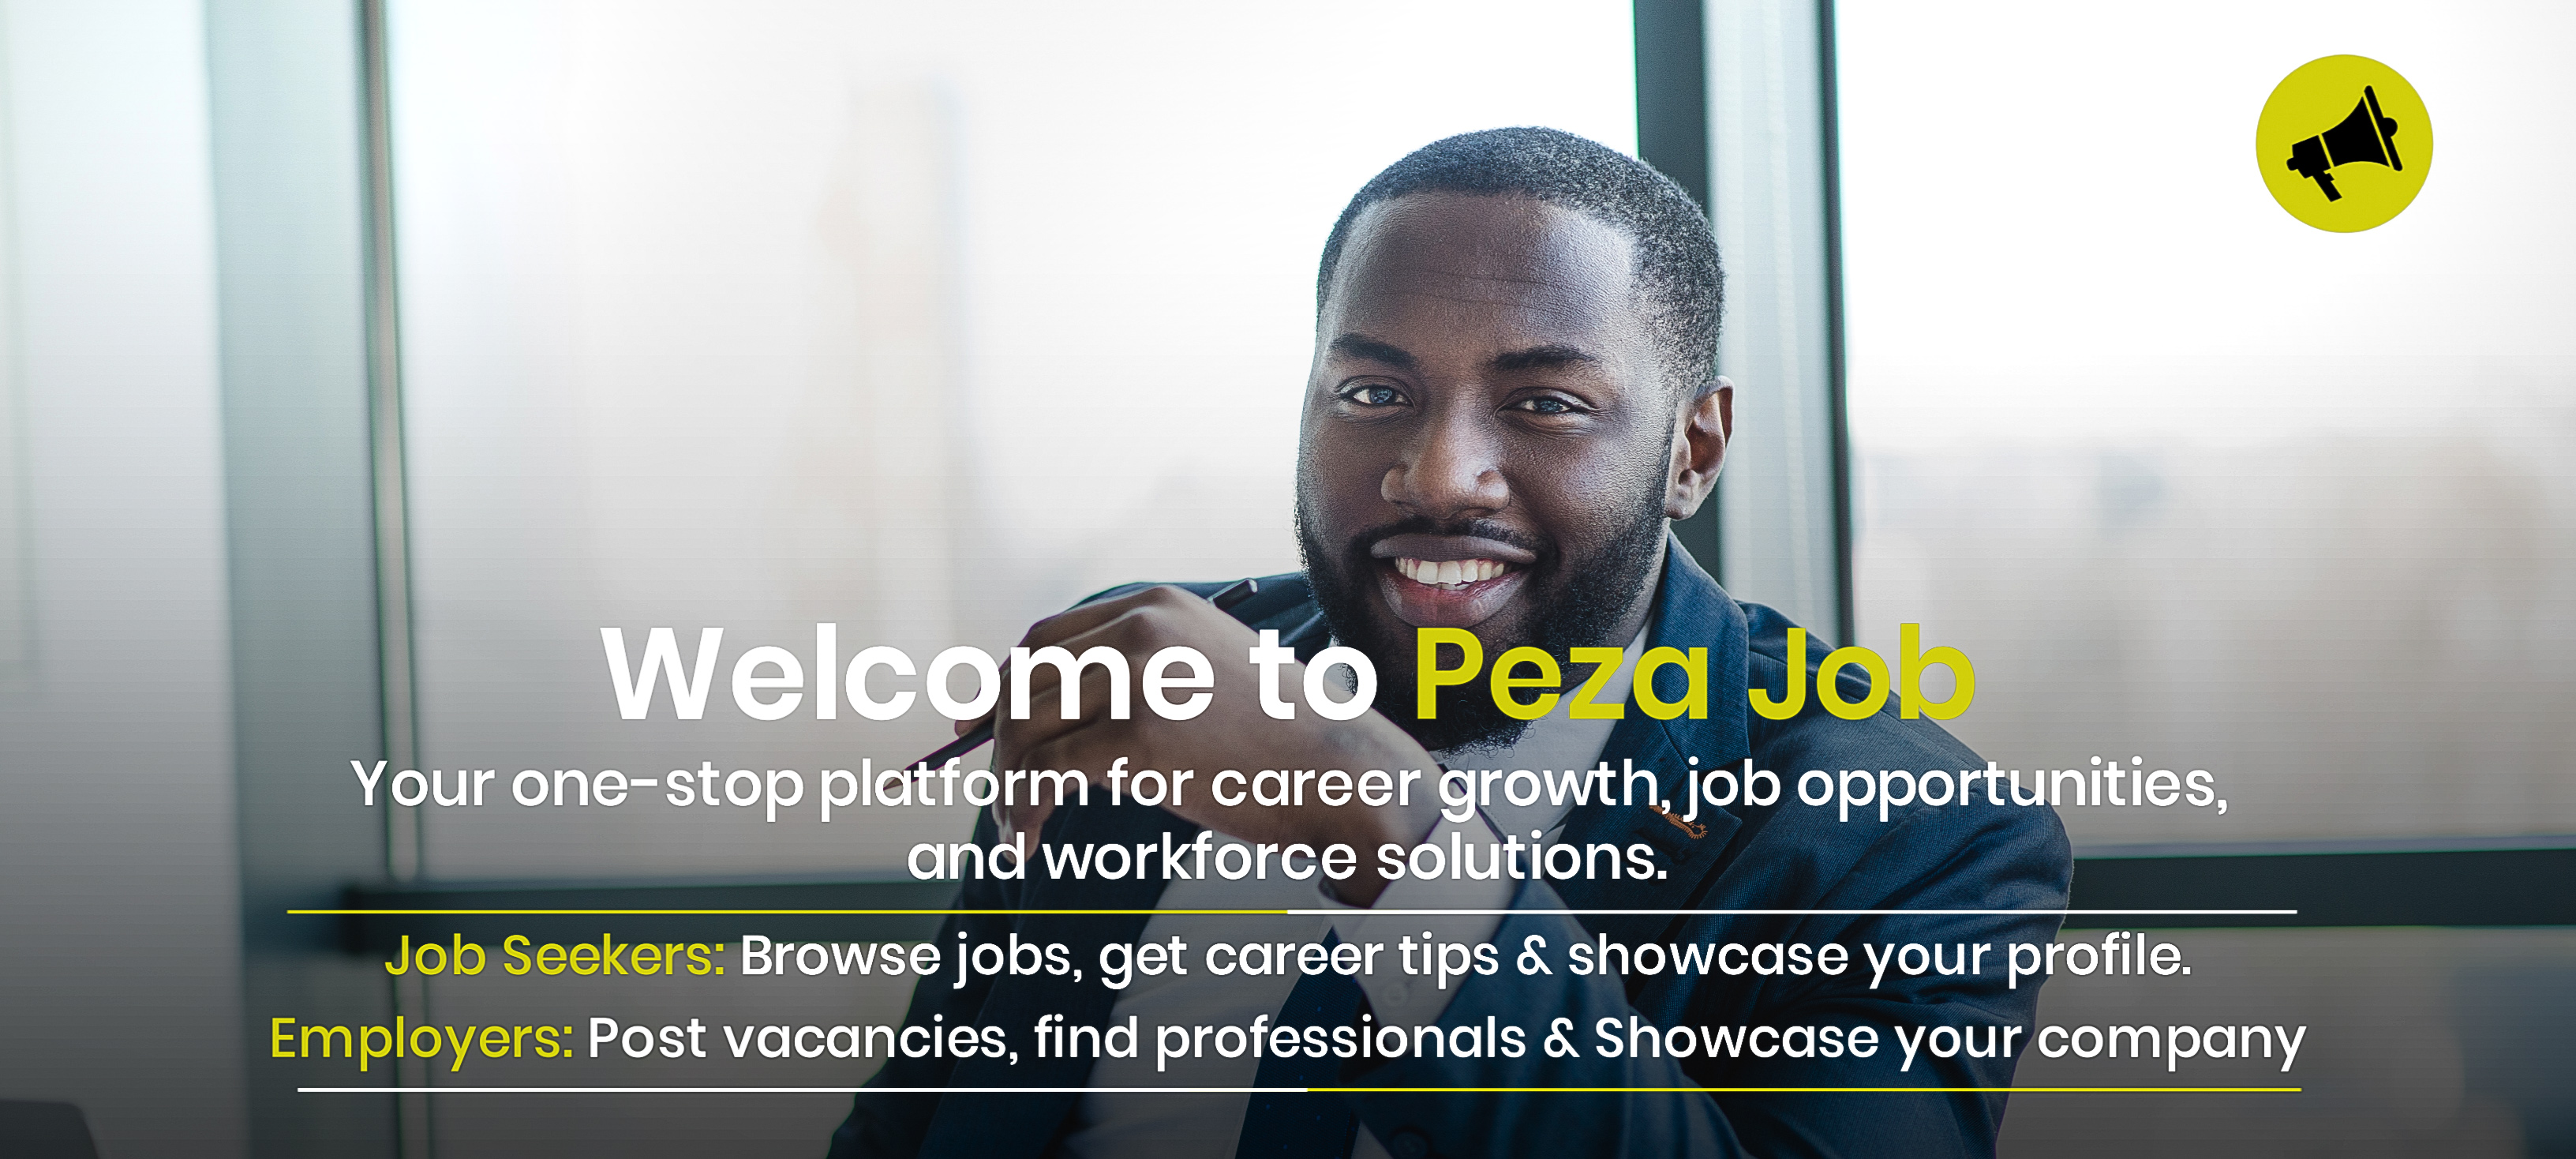 Welcome to Peza Job
Your one-stop platform for career growth, job opportunities,
and workforce solutions.
Job Seekers: Browse jobs, get career tips & showcase your profile.
Employers: Post vacancies, find professionals & Showcase your company